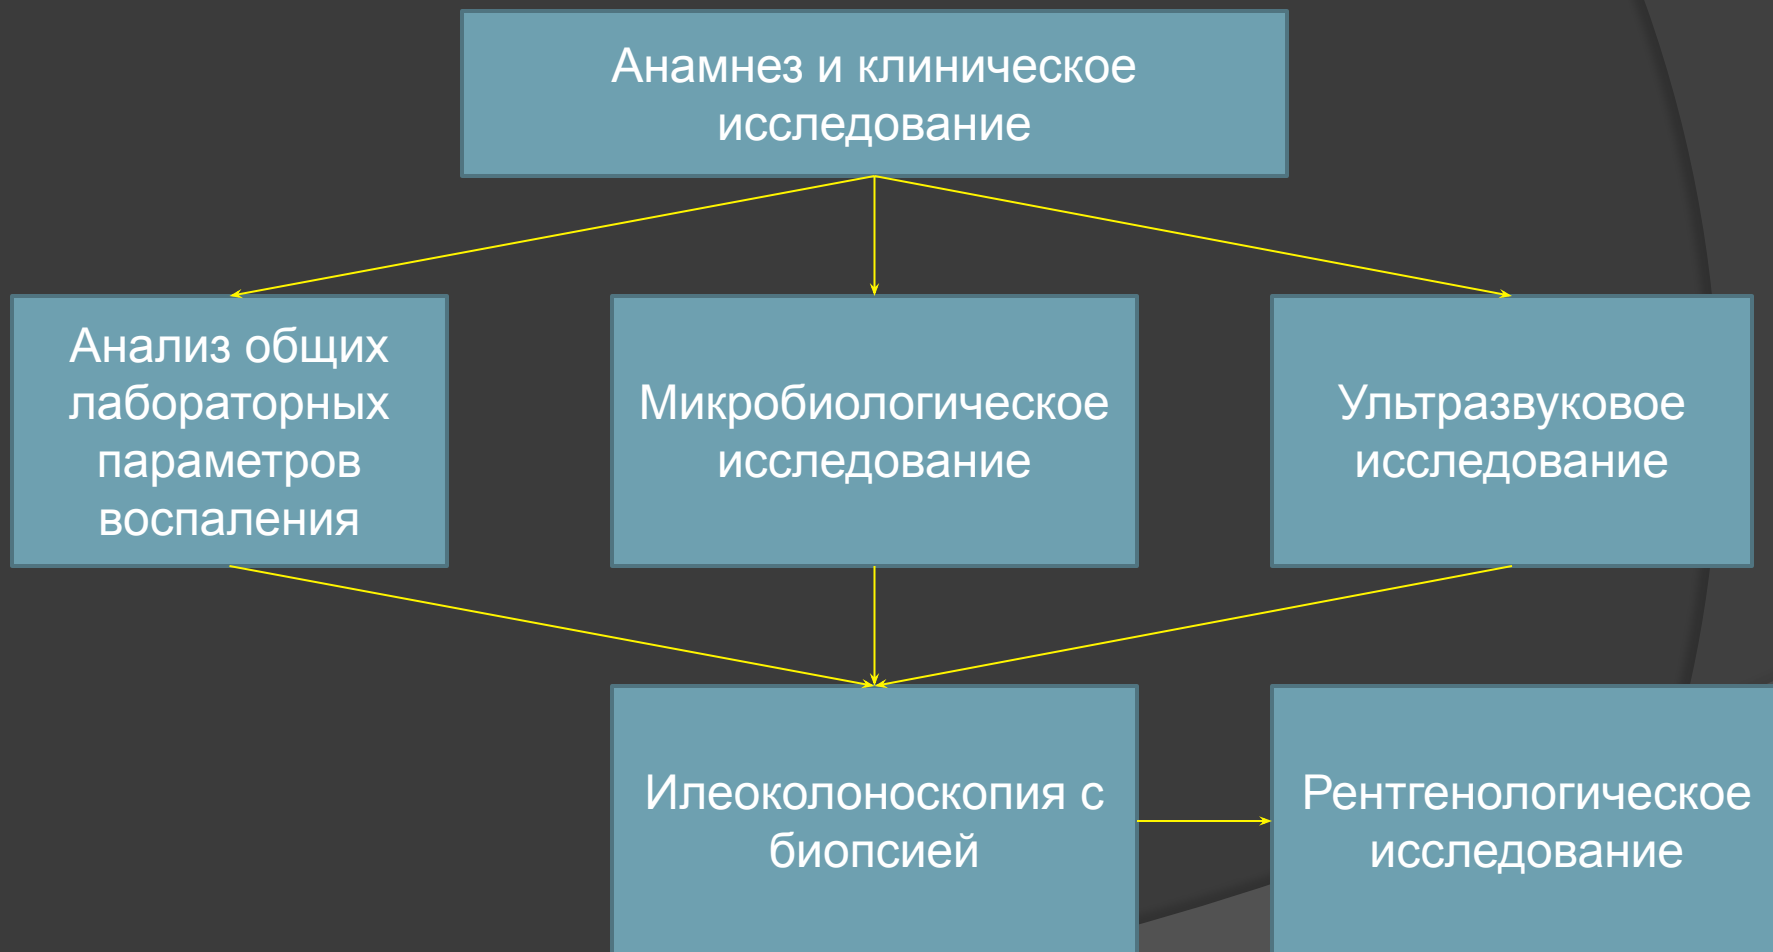 Анамнез и клиническое
исследование
Анализ общих
лабораторных
параметров
воспаления
Микробиологическое
исследование
Ультразвуковое
исследование
Илеоколоноскопия с
биопсией
Рентгенологическое
исследование